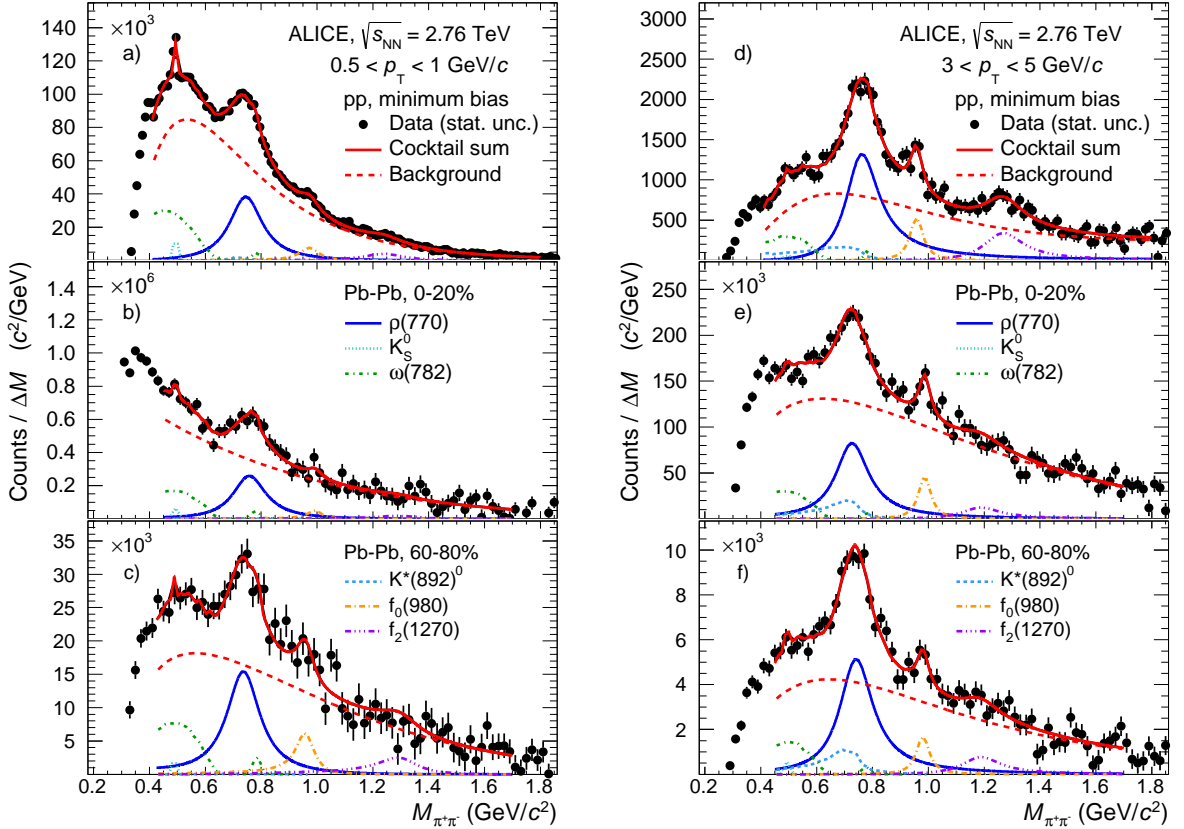 ×10³
a)
ALICE, √s_NN = 2.76 TeV
0.5 < p_T < 1 GeV/c
pp, minimum bias
Data (stat. unc.)
Cocktail sum
Background
140
120
100
80
60
40
20
×10⁶
b)
Pb-Pb, 0-20%
ρ(770)
K⁰_S
ω(782)
1.4
1.2
1.0
0.8
0.6
0.4
0.2
Counts / ΔM (c²/GeV)
×10³
c)
Pb-Pb, 60-80%
K*(892)⁰
f₀(980)
f₂(1270)
35
30
25
20
15
10
5
0.2 0.4 0.6 0.8 1.0 1.2 1.4 1.6 1.8
M_π⁺π⁻ (GeV/c²)
d)
ALICE, √s_NN = 2.76 TeV
3 < p_T < 5 GeV/c
pp, minimum bias
Data (stat. unc.)
Cocktail sum
Background
3000
2500
2000
1500
1000
500
×10³
e)
Pb-Pb, 0-20%
ρ(770)
K⁰_S
ω(782)
250
200
150
100
50
Counts / ΔM (c²/GeV)
×10³
f)
Pb-Pb, 60-80%
K*(892)⁰
f₀(980)
f₂(1270)
10
8
6
4
2
0.2 0.4 0.6 0.8 1.0 1.2 1.4 1.6 1.8
M_π⁺π⁻ (GeV/c²)